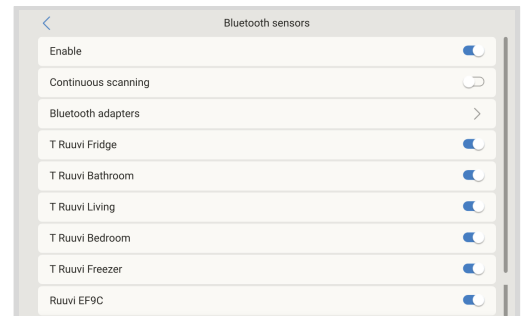 Bluetooth sensors
Enable
Continuous scanning
Bluetooth adapters
T Ruuvi Fridge
T Ruuvi Bathroom
T Ruuvi Living
T Ruuvi Bedroom
T Ruuvi Freezer
Ruuvi EF9C